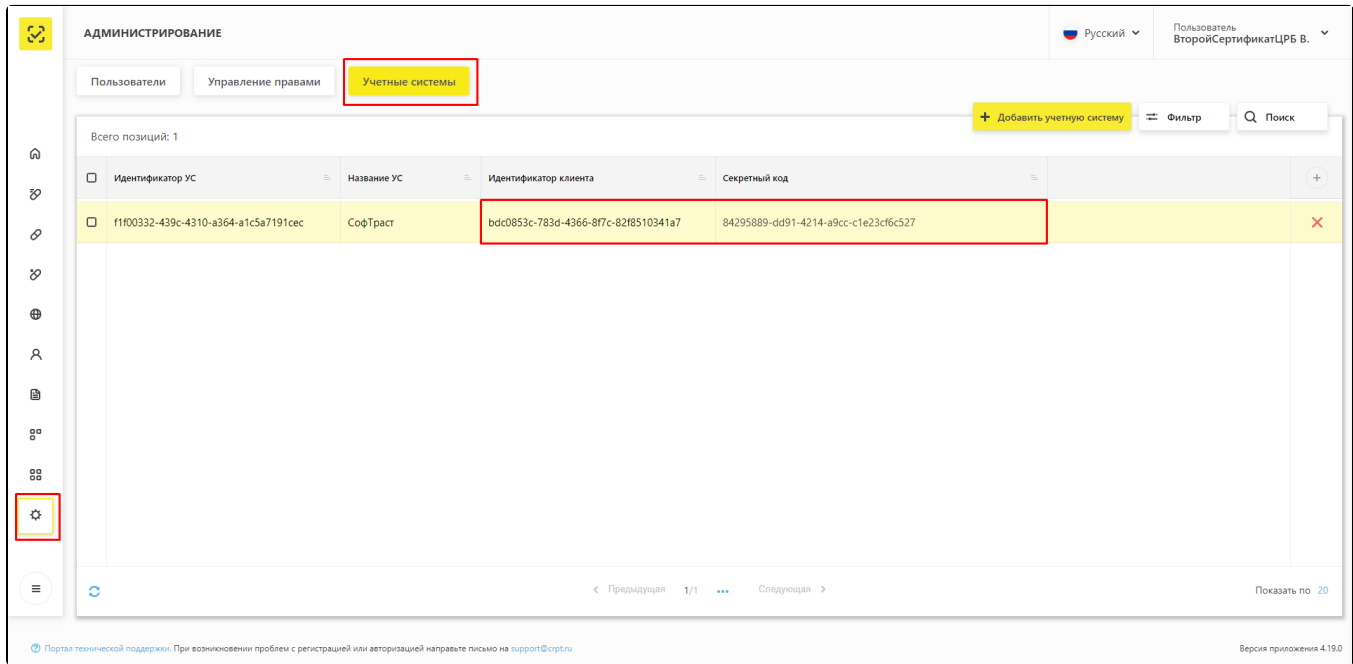 АДМИНИСТРИРОВАНИЕ
Русский
Пользователь
ВторойСертификатЦРБ В.
Пользователи
Управление правами
Учетные системы
+ Добавить учетную систему
Фильтр
Поиск
Всего позиций: 1
Идентификатор УС
Название УС
Идентификатор клиента
Секретный код
f1f00332-439c-4310-a364-a1c5a7191cec
СофТраст
bdc0853c-783d-4366-8f7c-82f8510341a7
84295889-dd91-4214-a9cc-c1e23cf6c527
Предыдущая 1/1 ••• Следующая
Показать по 20
Портал технической поддержки. При возникновении проблем с регистрацией или авторизацией направьте письмо на support@crpt.ru
Версия приложения 4.19.0